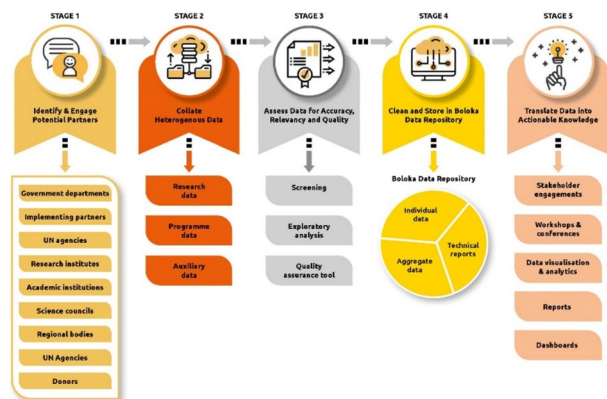 STAGE 1
Identify & Engage
Potential Partners
Government departments
Implementing partners
UN agencies
Research institutes
Academic institutions
Science councils
Regional bodies
UN Agencies
Donors
STAGE 2
Collate
Heterogenous Data
Research
data
Programme
data
Auxiliary
data
STAGE 3
Assess Data for Accuracy,
Relevancy and Quality
Screening
Exploratory
analysis
Quality
assurance tool
STAGE 4
Clean and Store in Boloka
Data Repository
Boloka Data Repository
Individual
data
Technical
reports
Aggregate
data
STAGE 5
Translate Data into
Actionable Knowledge
Stakeholder
engagements
Workshops &
conferences
Data visualisation
& analytics
Reports
Dashboards